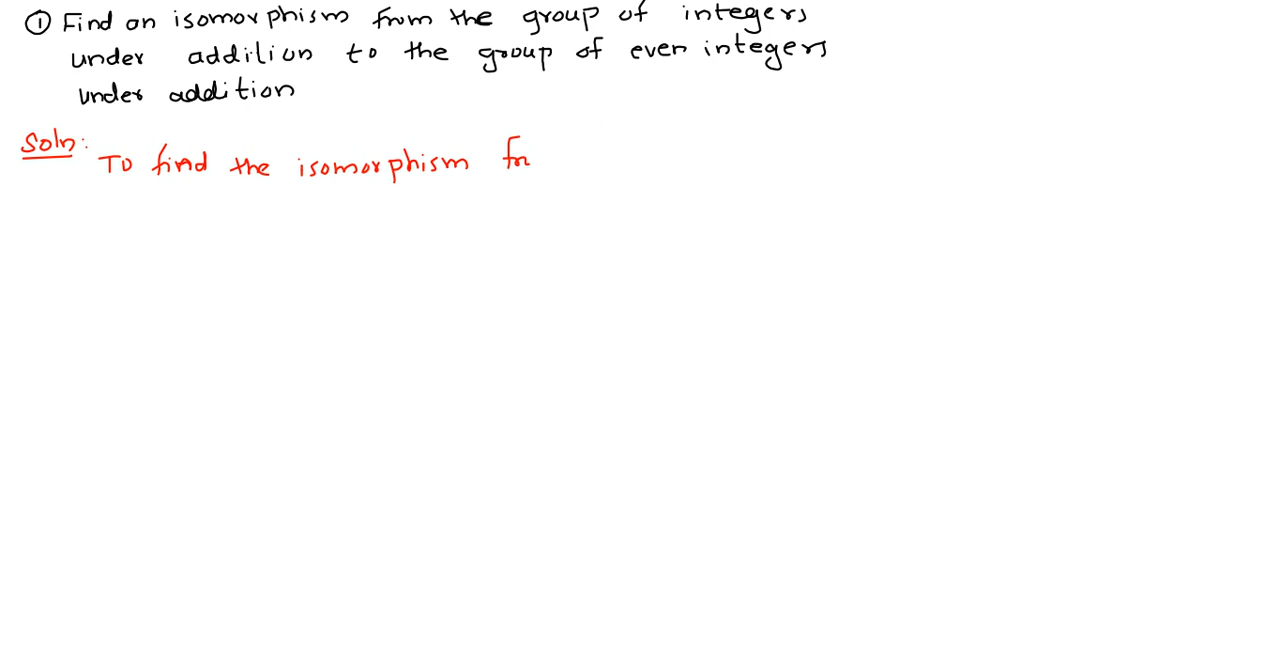 ① Find an isomorphism from the group of integers
under addition to the group of even integers
under addition
Soln:
To find the isomorphism fr